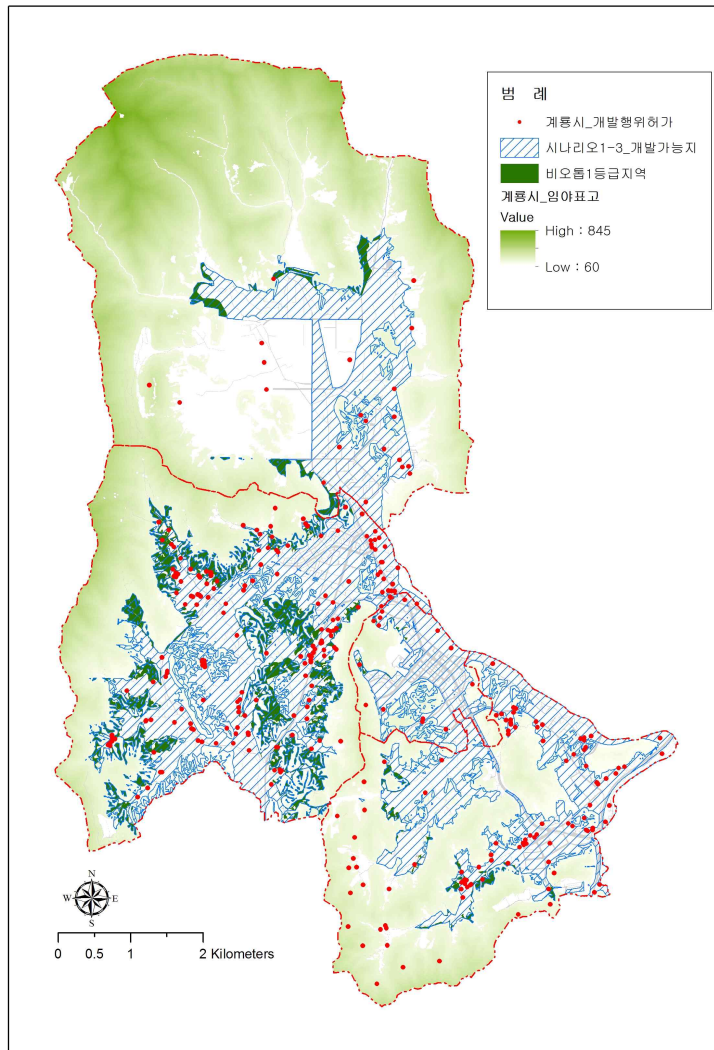 범 례
계룡시_개발행위허가
시나리오1-3_개발가능지
비오톱1등급지역
계룡시_임야표고
Value
High : 845
Low : 60
N
W E
S
0 0.5 1 2 Kilometers